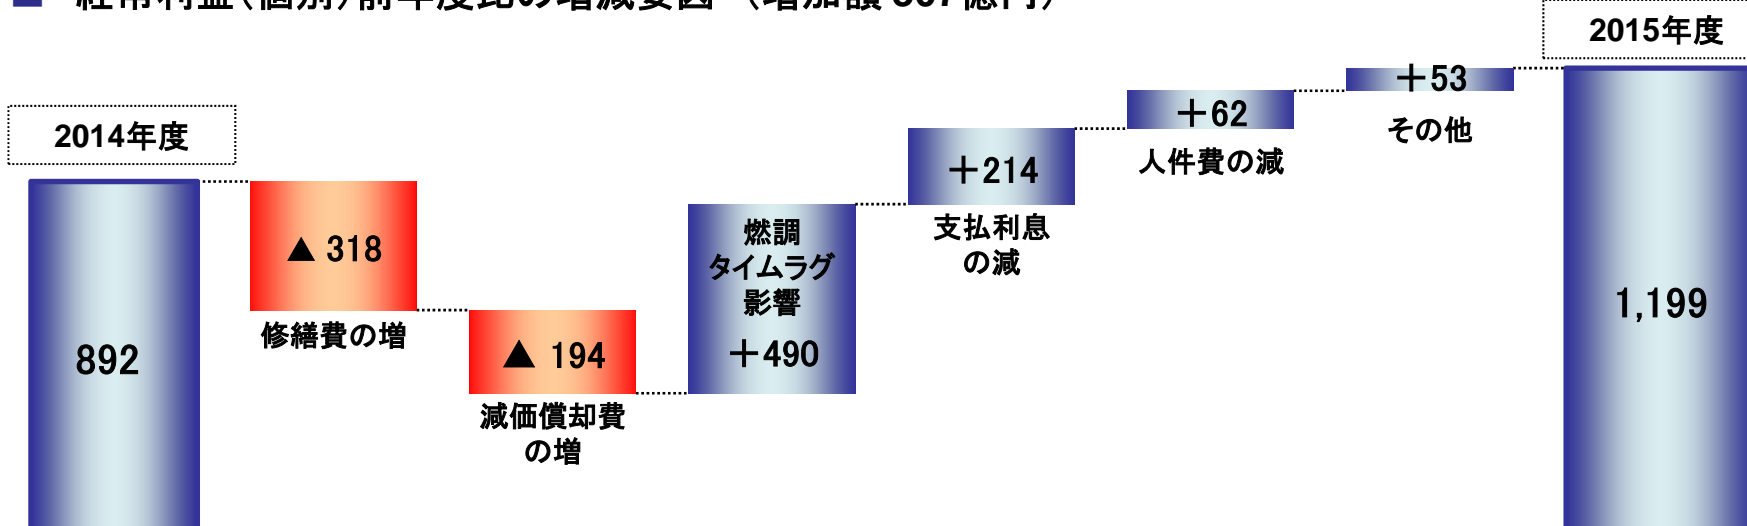 2015年度
+53
その他
+62
人件費の減
2014年度
+214
支払利息
の減
燃調
タイムラグ
影響
+490
▲ 318
修繕費の増
▲ 194
減価償却費
の増
892
1,199